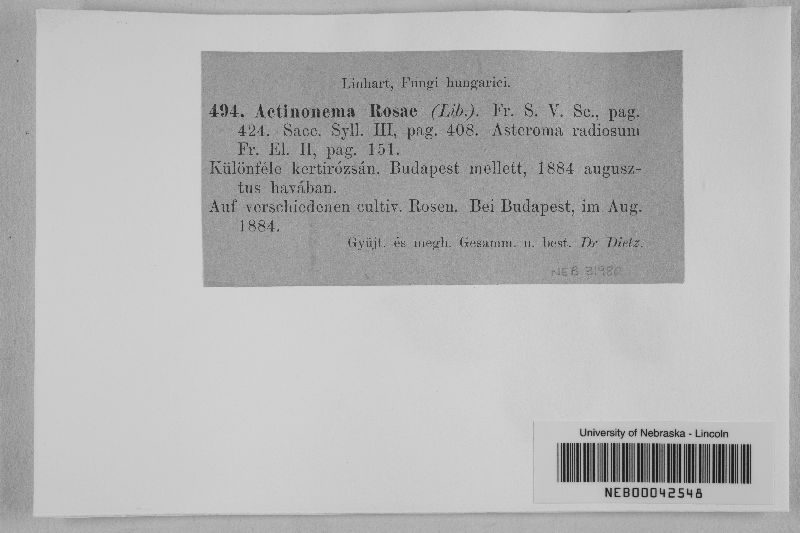 Linhart, Fungi hungarici.
494. Actinonema Rosae (Lib.). Fr. S. V. Sc., pag.
424. Sacc. Syll. III, pag. 408. Asteroma radiosum
Fr. El. II, pag. 151.
Különféle kertirózsán. Budapest mellett, 1884 augusz-
tus havában.
Auf verschiedenen cultiv. Rosen. Bei Budapest, im Aug.
1884.
Gyüjt. és megh. Gesamm. u. best. Dr Dietz.
NEB 31980
University of Nebraska - Lincoln
NEB00042548